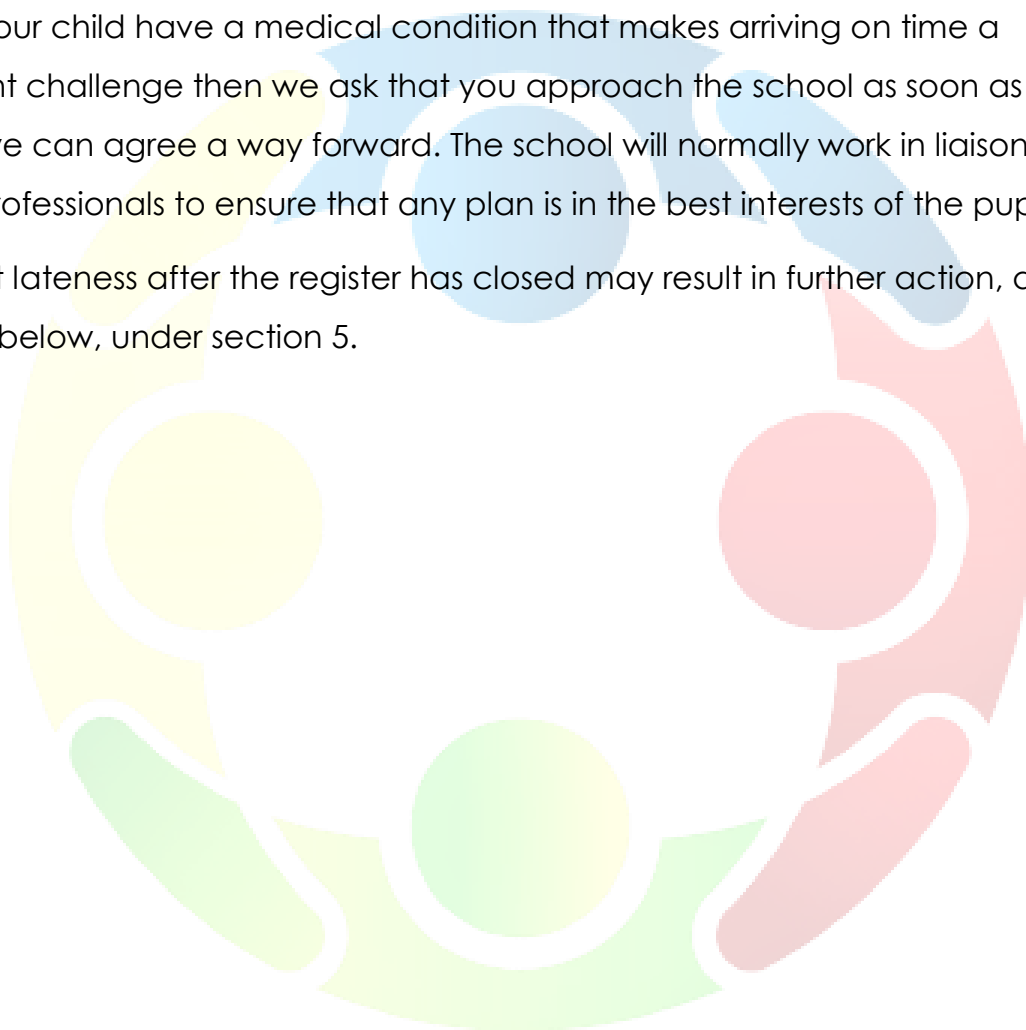 our child have a medical condition that makes arriving on time a
nt challenge then we ask that you approach the school as soon as
we can agree a way forward. The school will normally work in liaison
rofessionals to ensure that any plan is in the best interests of the pup
t lateness after the register has closed may result in further action,
below, under section 5.